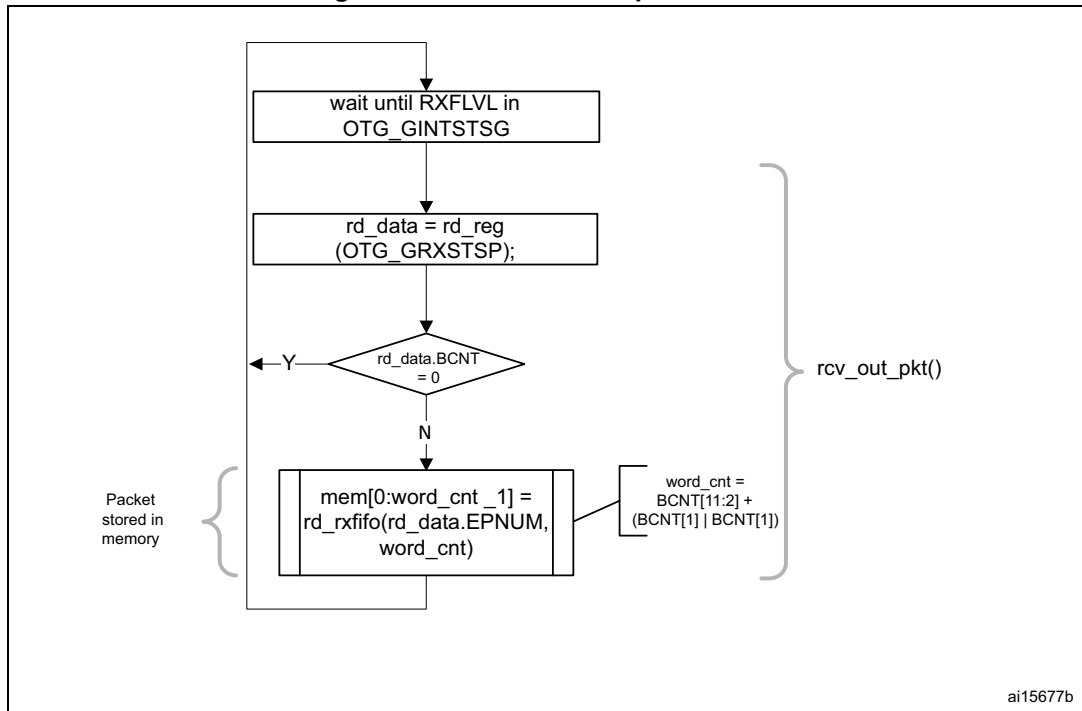 wait until RXFLVL in
OTG_GINTSTSG
rd_data = rd_reg
(OTG_GRXSTSP);
rd_data.BCNT
= 0
Y
rcv_out_pkt()
N
Packet
stored in
memory
mem[0:word_cnt _1] =
rd_rxfifo(rd_data.EPNUM,
word_cnt)
word_cnt =
BCNT[11:2] +
(BCNT[1] | BCNT[1])
ai15677b